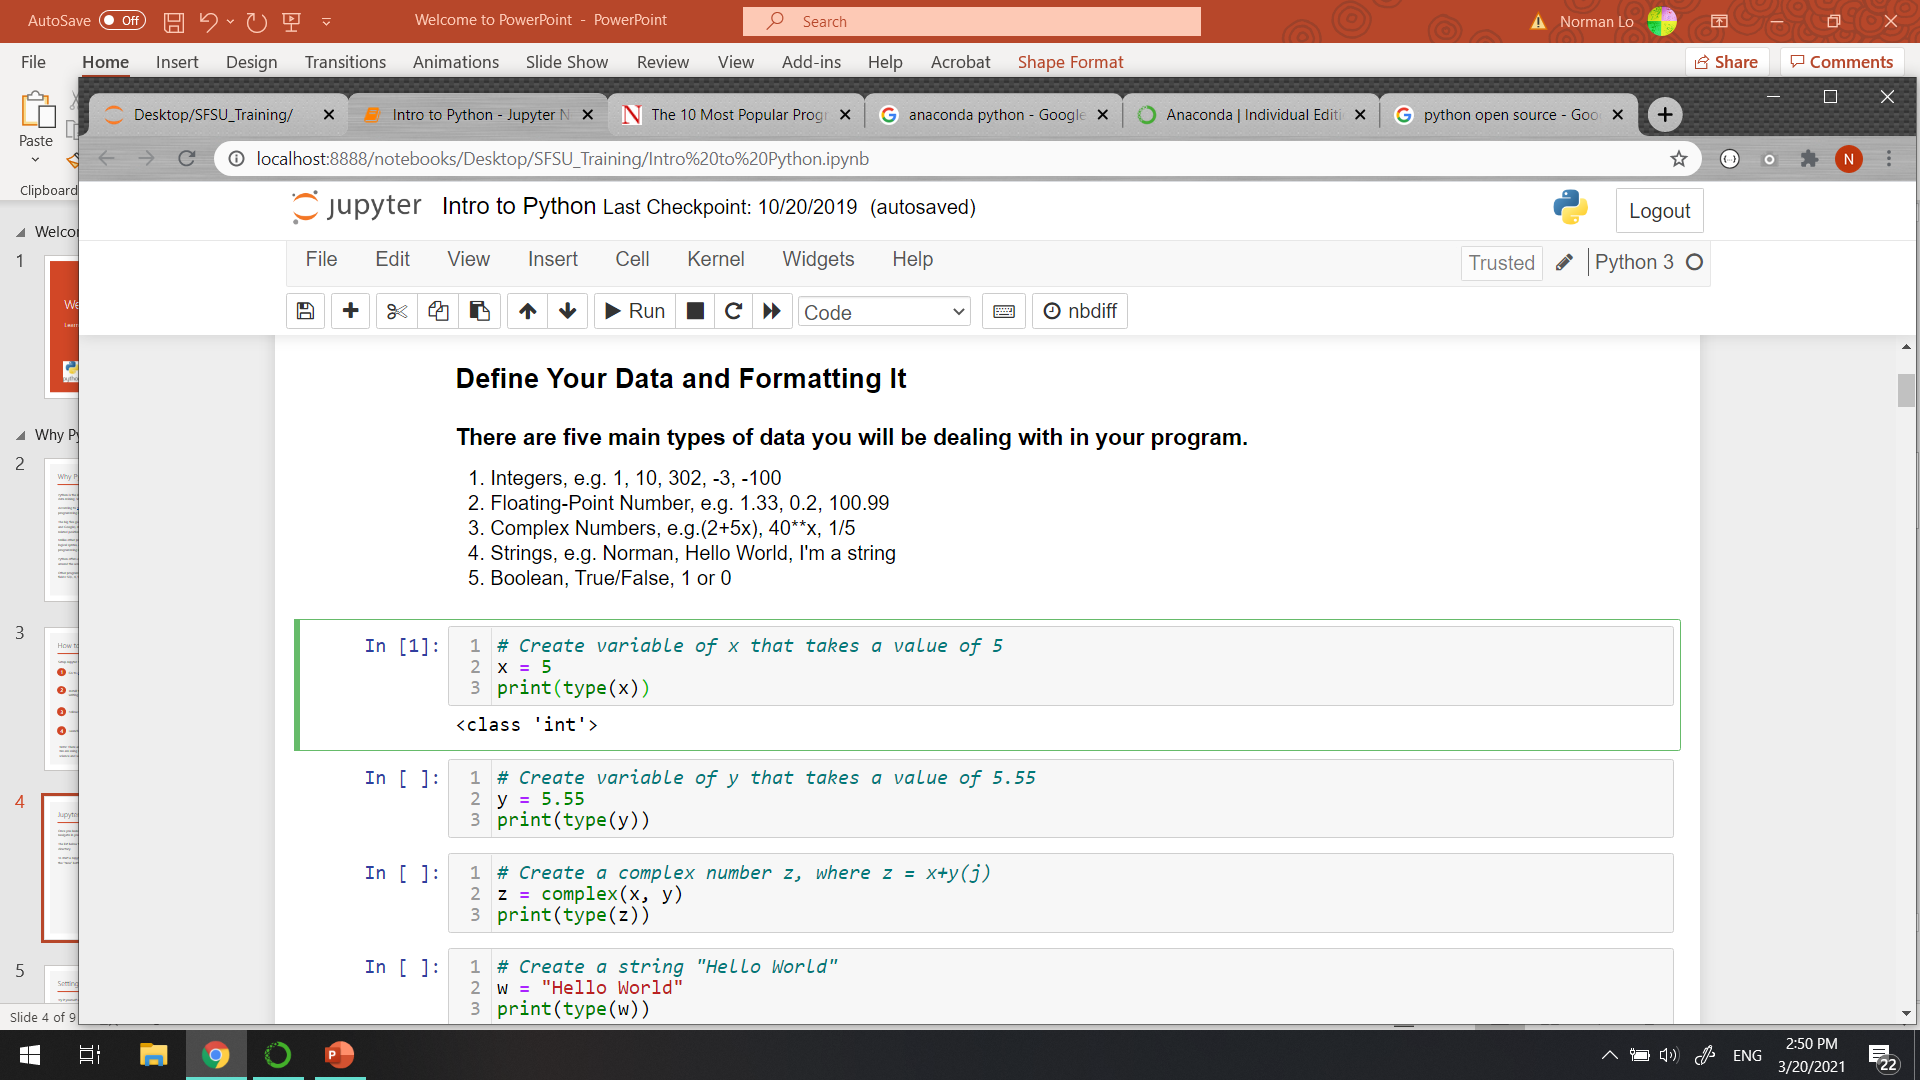 AutoSave Off Welcome to PowerPoint - PowerPoint Search Norman Lo
File Home Insert Design Transitions Animations Slide Show Review View Add-ins Help Acrobat Shape Format Share Comments
Paste
Clipboard
Desktop/SFSU_Training/ Intro to Python - Jupyter N The 10 Most Popular Progr anaconda python - Google Anaconda | Individual Editi python open source - Goo
localhost:8888/notebooks/Desktop/SFSU_Training/Intro%20to%20Python.ipynb N
jupyter Intro to Python Last Checkpoint: 10/20/2019 (autosaved) Logout
File Edit View Insert Cell Kernel Widgets Help Trusted Python 3
Run Code nbdiff
Welco
1
Why Py
2
3
4
5
Slide 4 of 9
Define Your Data and Formatting It
There are five main types of data you will be dealing with in your program.
1. Integers, e.g. 1, 10, 302, -3, -100
2. Floating-Point Number, e.g. 1.33, 0.2, 100.99
3. Complex Numbers, e.g.(2+5x), 40**x, 1/5
4. Strings, e.g. Norman, Hello World, I'm a string
5. Boolean, True/False, 1 or 0
In [1]: 1 # Create variable of x that takes a value of 5
2 x = 5
3 print(type(x))
<class 'int'>
In [ ]: 1 # Create variable of y that takes a value of 5.55
2 y = 5.55
3 print(type(y))
In [ ]: 1 # Create a complex number z, where z = x+y(j)
2 z = complex(x, y)
3 print(type(z))
In [ ]: 1 # Create a string "Hello World"
2 w = "Hello World"
3 print(type(w))
ENG 2:50 PM
3/20/2021 22